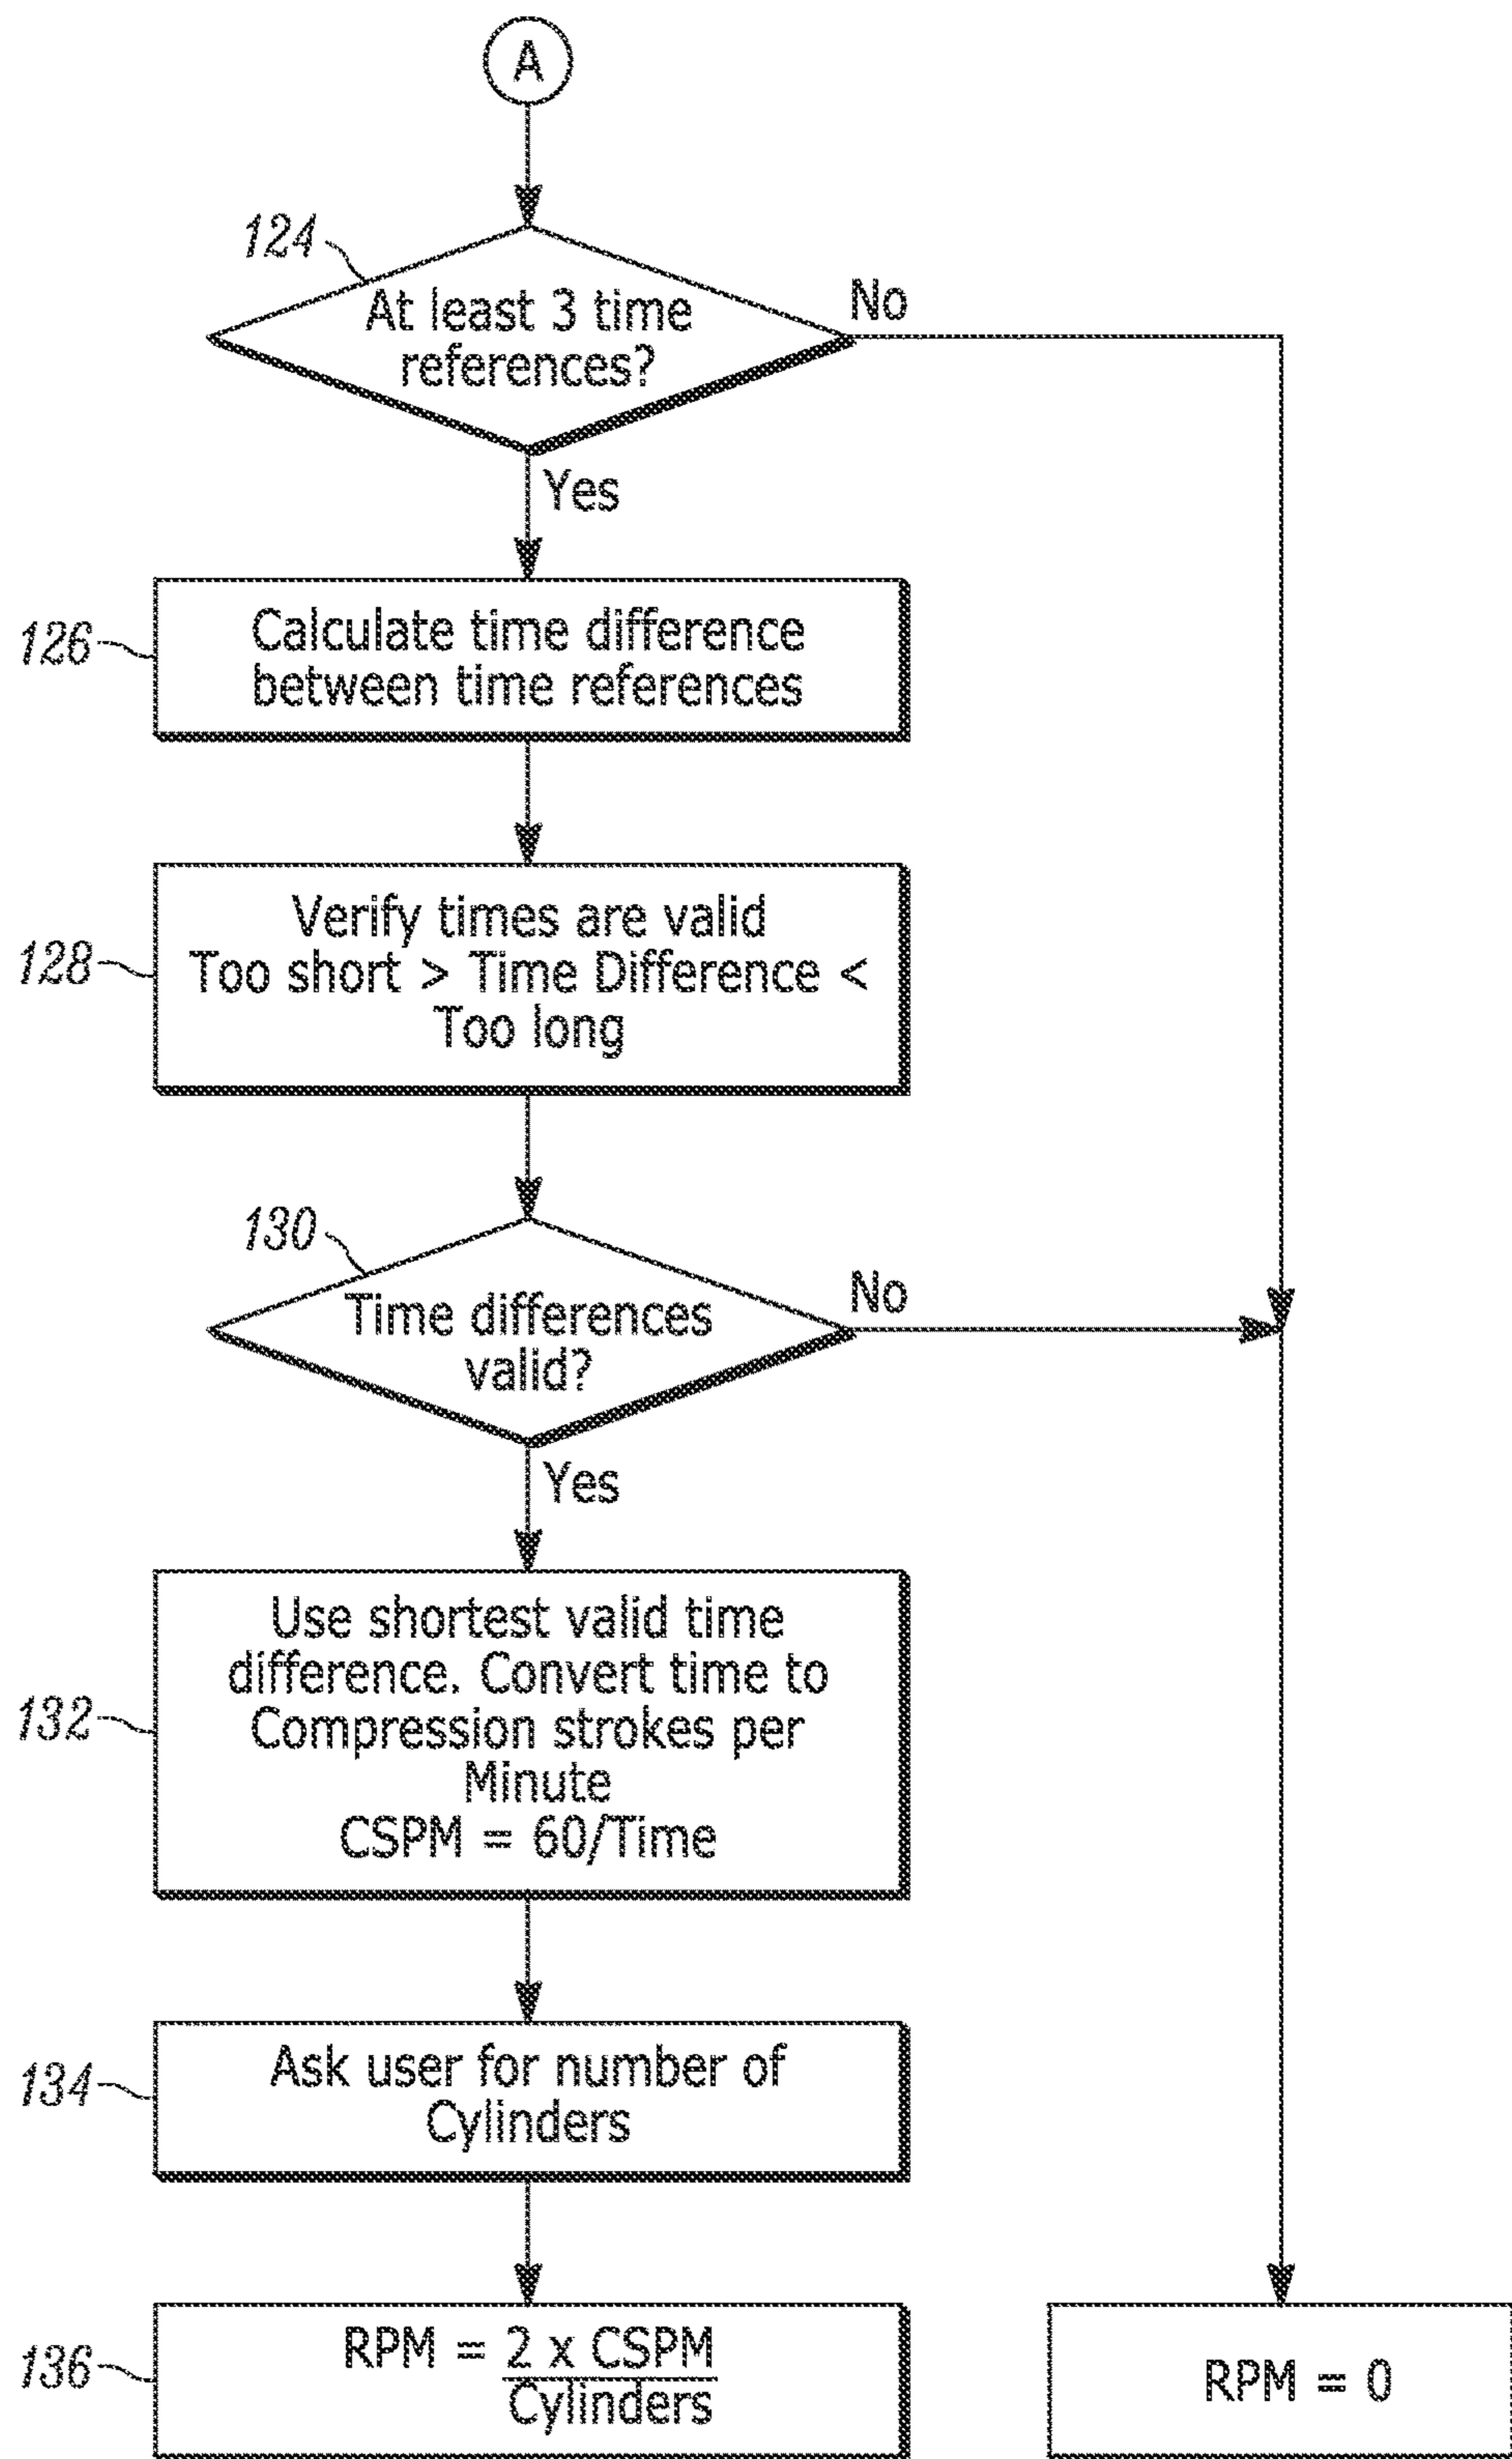 A
124
At least 3 time
references?
No
Yes
126
Calculate time difference
between time references
128
Verify times are valid
Too short > Time Difference <
Too long
130
Time differences
valid?
No
Yes
132
Use shortest valid time
difference. Convert time to
Compression strokes per
Minute
CSPM = 60/Time
134
Ask user for number of
Cylinders
136
RPM = 2 x CSPM
Cylinders
RPM = 0